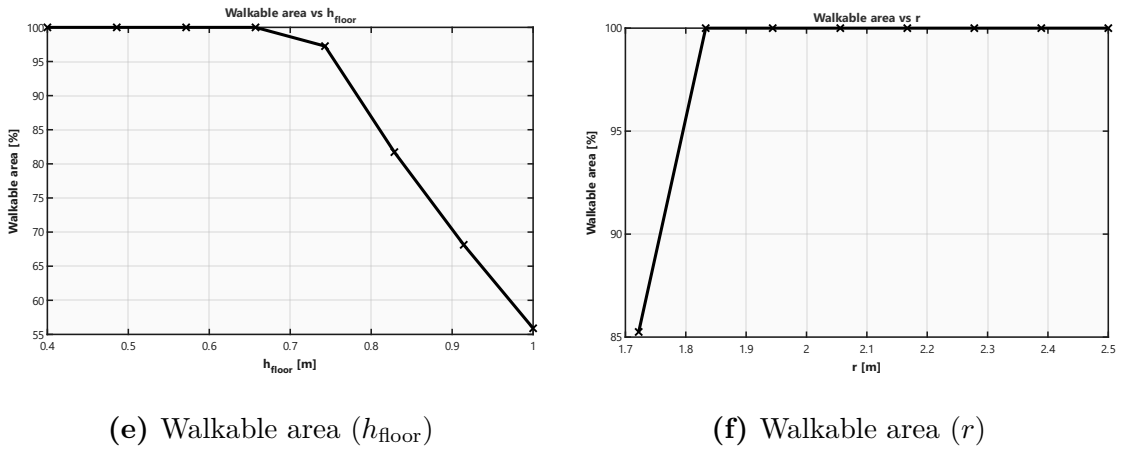 Walkable area vs h_floor
Walkable area [%]
100
95
90
85
80
75
70
65
60
55
0.4 0.5 0.6 0.7 0.8 0.9 1
h_floor [m]
(e) Walkable area (h_floor)
Walkable area vs r
Walkable area [%]
100
95
90
85
1.7 1.8 1.9 2 2.1 2.2 2.3 2.4 2.5
r [m]
(f) Walkable area (r)